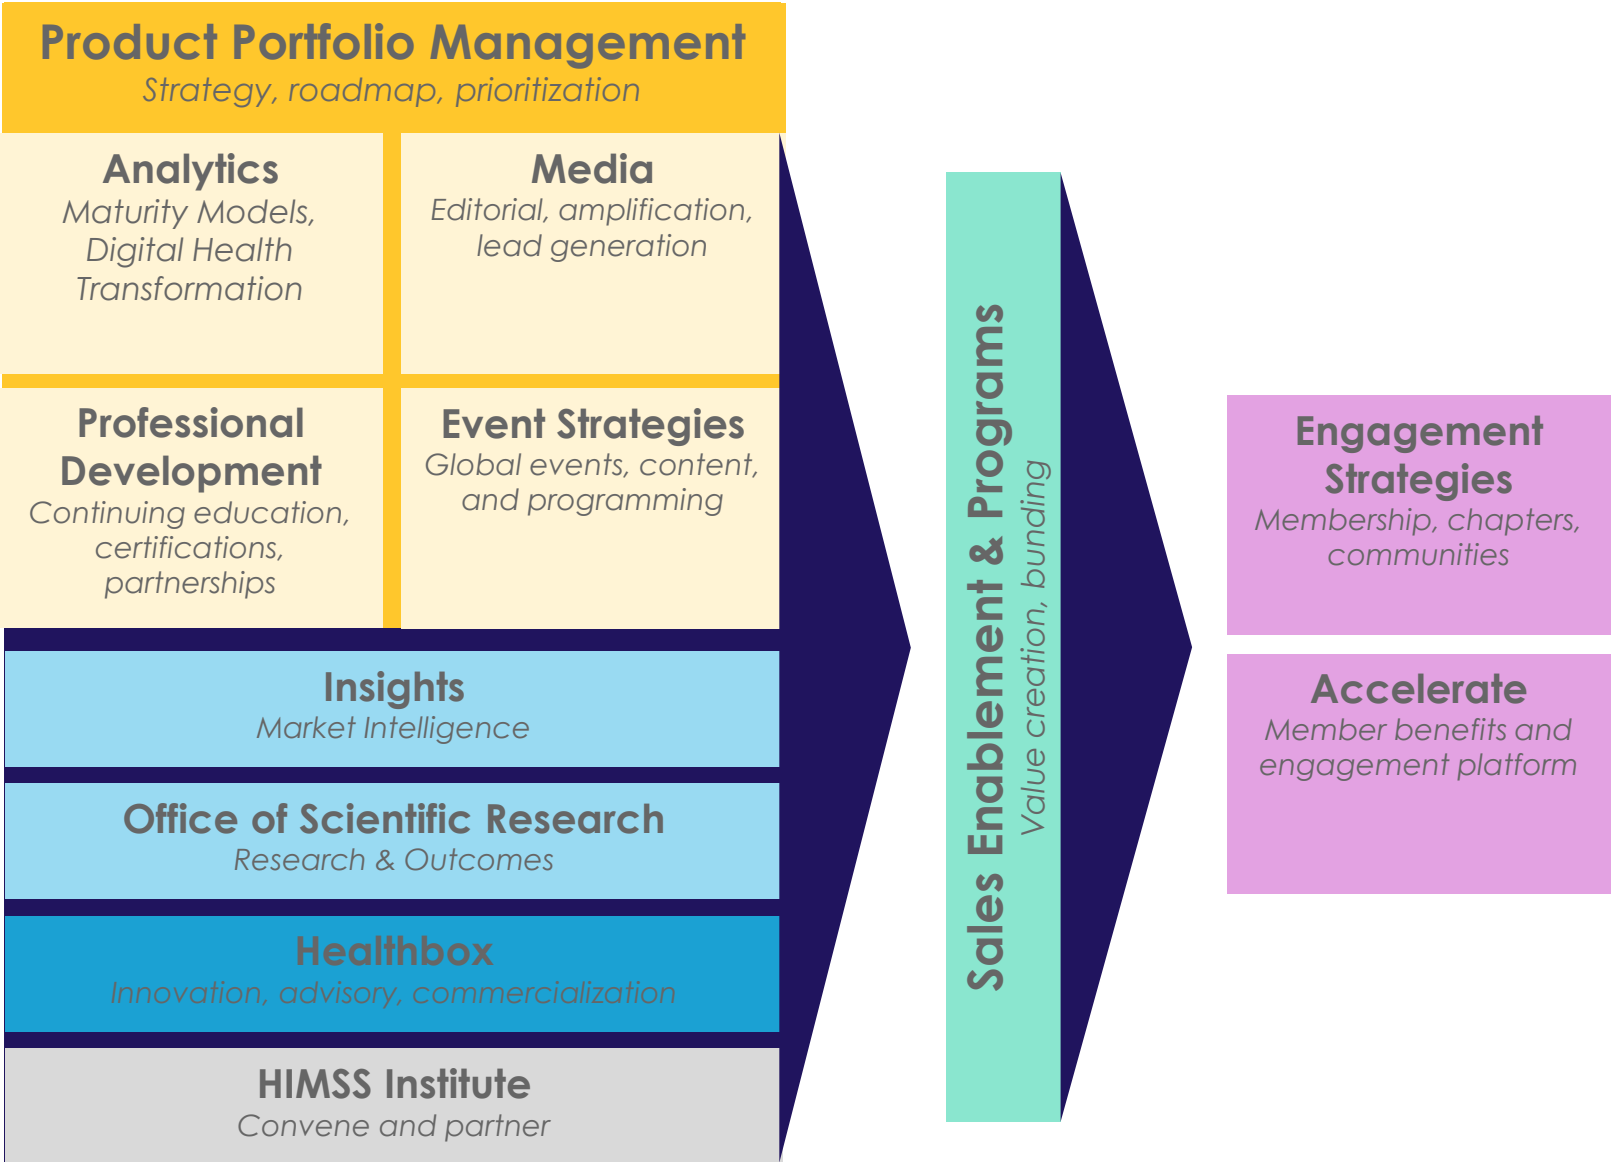 Product Portfolio Management
Strategy, roadmap, prioritization
Analytics
Maturity Models,
Digital Health
Transformation
Media
Editorial, amplification,
lead generation
Professional
Development
Continuing education,
certifications,
partnerships
Event Strategies
Global events, content,
and programming
Insights
Market Intelligence
Office of Scientific Research
Research & Outcomes
Healthbox
Innovation, advisory, commercialization
HIMSS Institute
Convene and partner
Sales Enablement & Programs
Value creation, bunding
Engagement
Strategies
Membership, chapters,
communities
Accelerate
Member benefits and
engagement platform